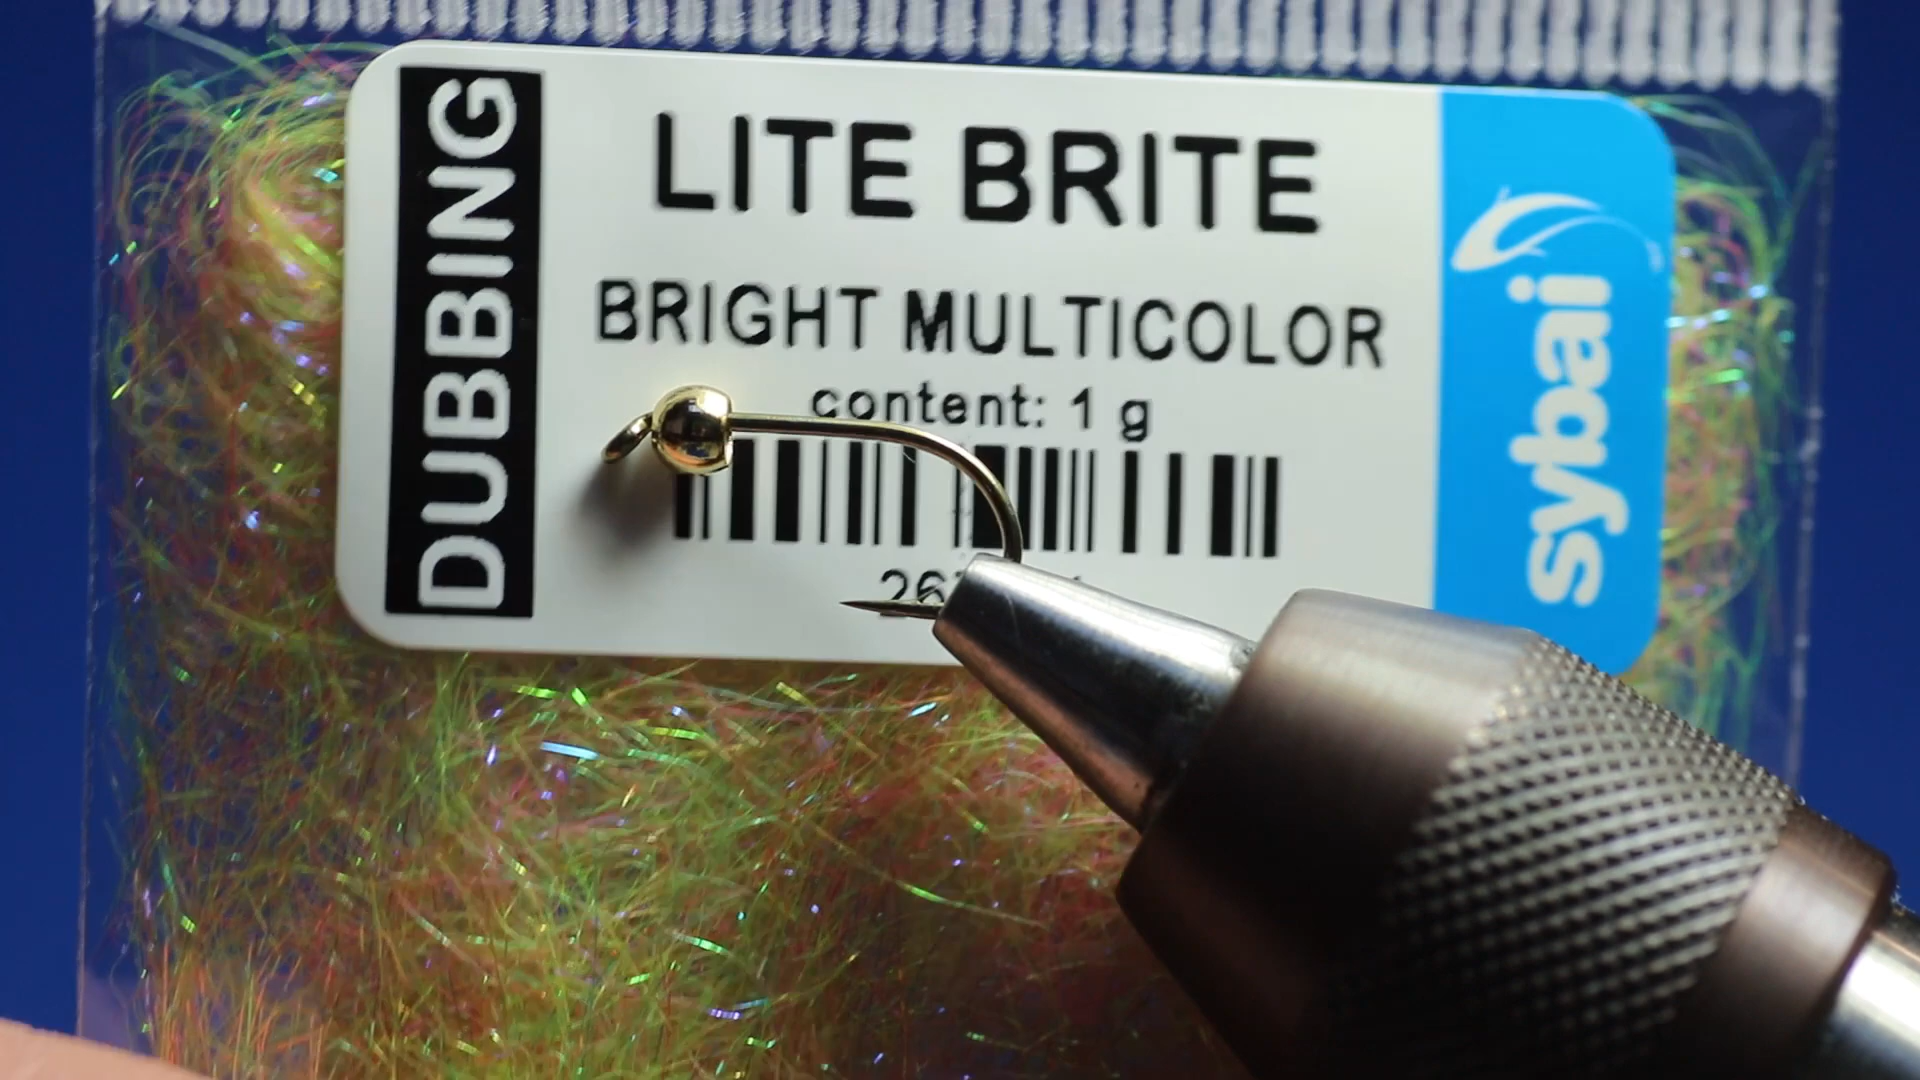 DUBBING
LITE BRITE
BRIGHT MULTICOLOR
content: 1 g
sybai